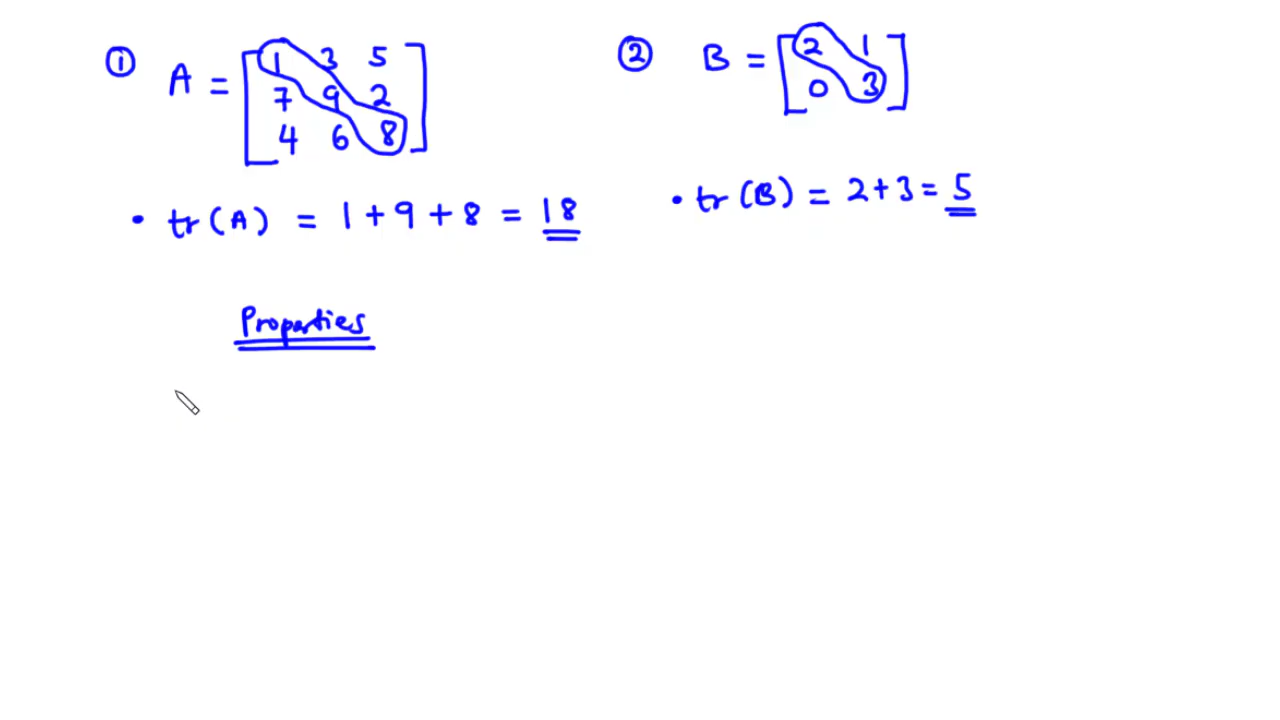 ① A = [1 3 5
7 9 2
4 6 8]
• tr(A) = 1 + 9 + 8 = 18
② B = [2 1
0 3]
• tr(B) = 2 + 3 = 5
Properties